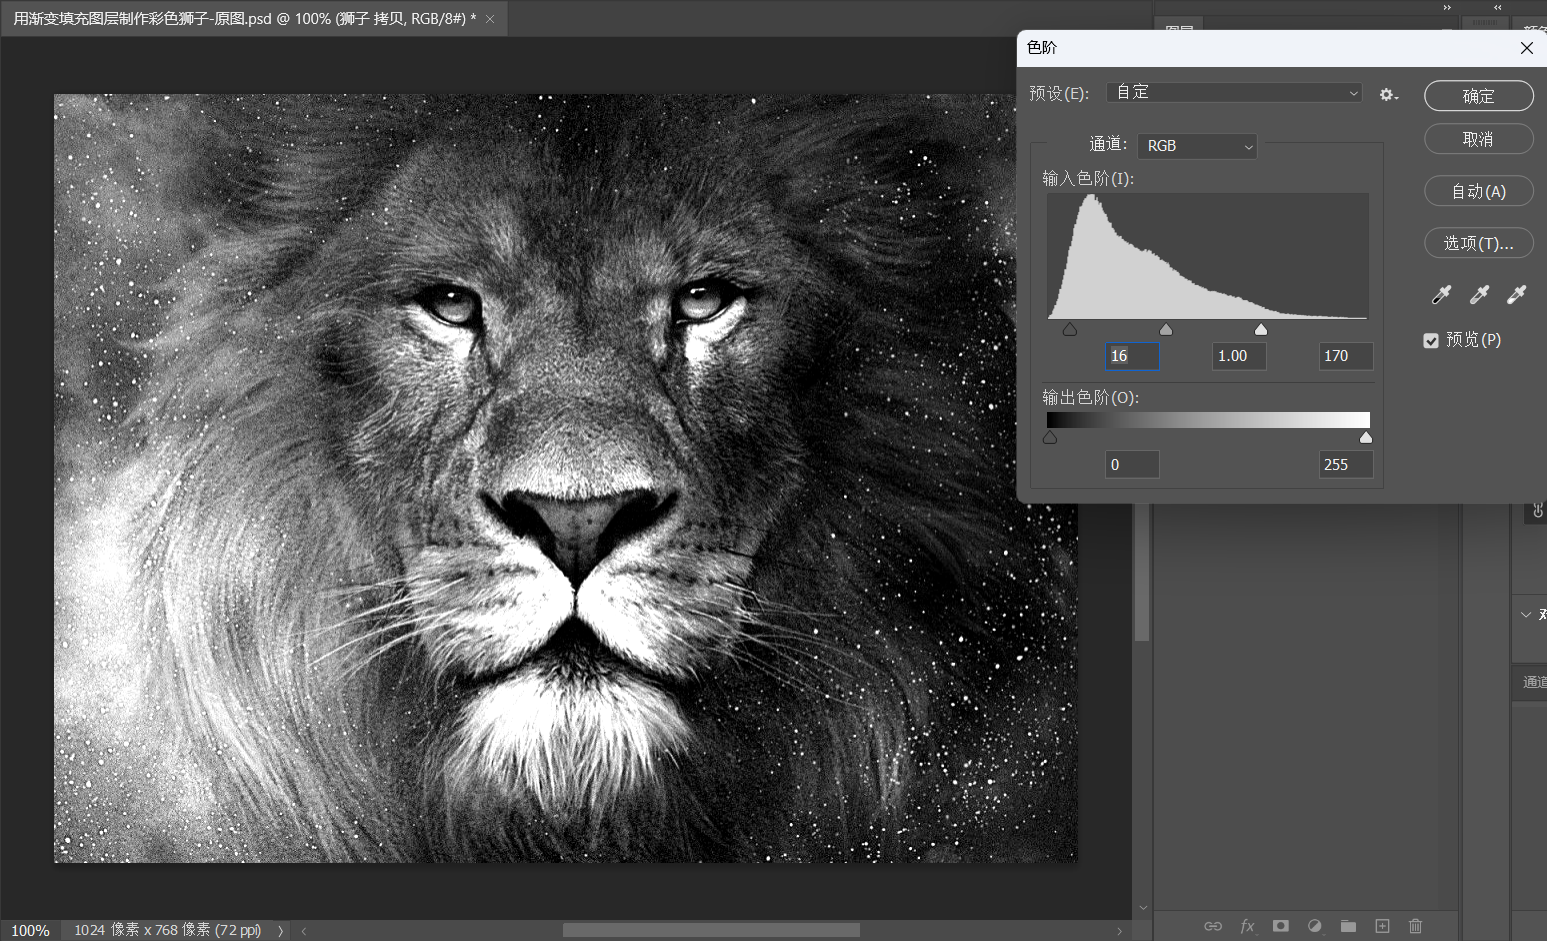 用渐变填充图层制作彩色狮子-原图.psd @ 100% (狮子 拷贝, RGB/8#) *
色阶
预设(E): 自定
确定
取消
自动(A)
选项(T)...
预览(P)
通道: RGB
输入色阶(I):
16 1.00 170
输出色阶(O):
0 255
通道
100% 1024 像素 x 768 像素 (72 ppi)
fx